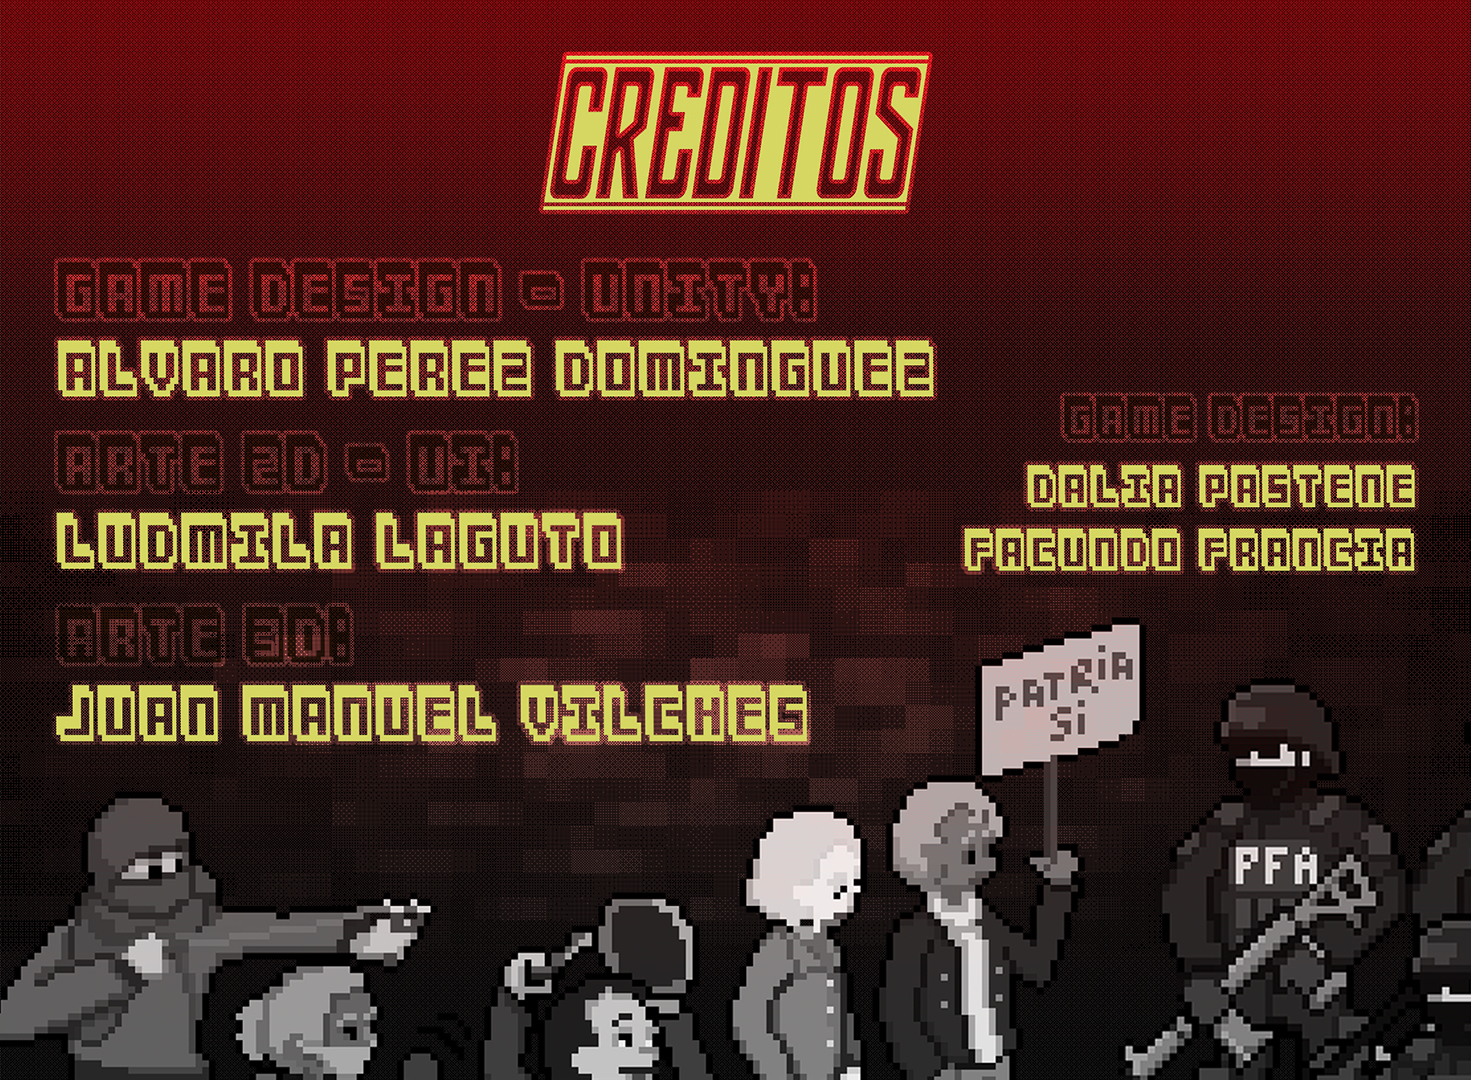 CREDITOS
GAME DESIGN - UNITY:
ALVARO PEREZ DOMINGUEZ
ARTE 2D - UI:
LUDMILA LAGUTO
ARTE 3D:
JUAN MANUEL VILCHES
GAME DESIGN:
DALIA PASTENE
FACUNDO FRANCIA
PATRiA
Si
PFA